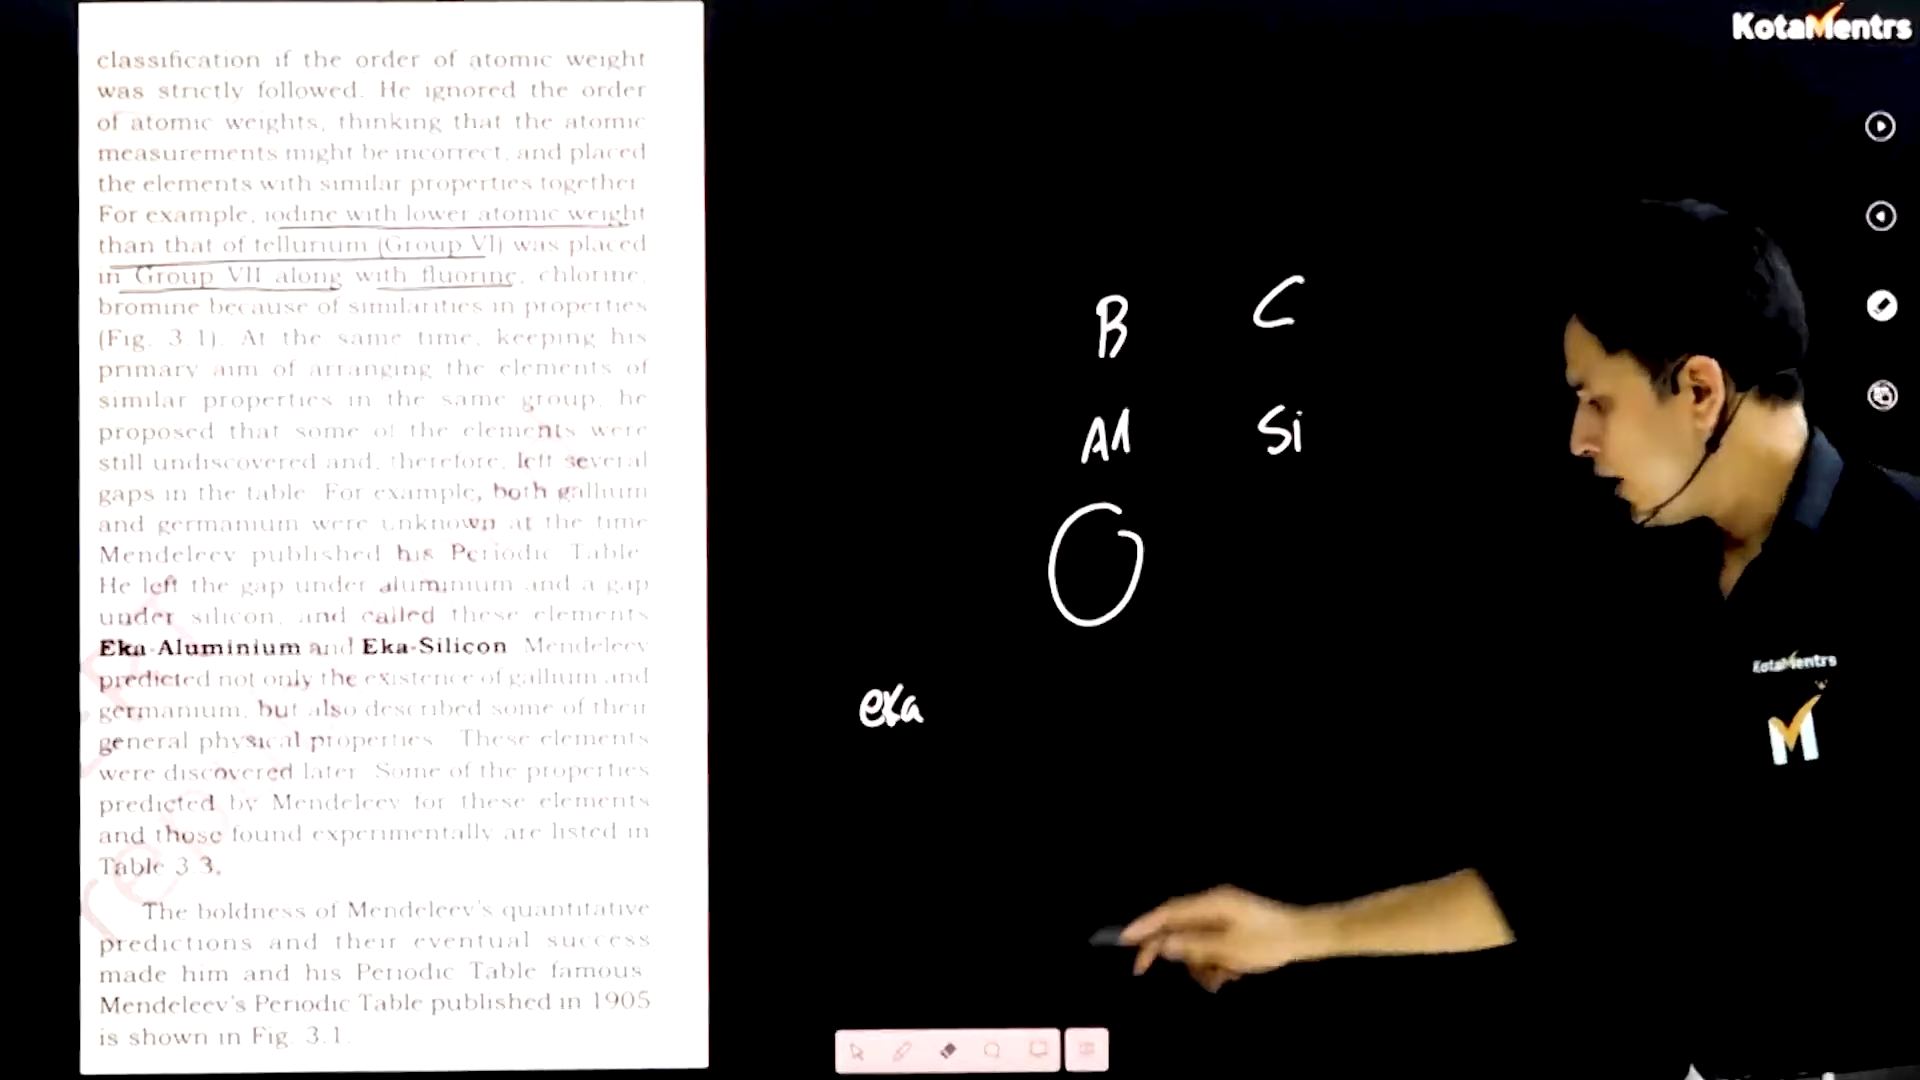 classification if the order of atomic weight
was strictly followed. He ignored the order
of atomic weights, thinking that the atomic
measurements might be incorrect, and placed
the elements with similar properties together
For example, iodine with lower atomic weight
than that of tellurium (Group VI) was placed
in Group VII along with fluorine, chlorine,
bromine because of similarities in properties
(Fig. 3.1). At the same time, keeping his
primary aim of arranging the elements of
similar properties in the same group, he
proposed that some of the elements were
still undiscovered and, therefore, left several
gaps in the table. For example, both gallium
and germanium were unknown at the time
Mendeleev published his Periodic Table.
He left the gap under aluminium and a gap
under silicon, and called these elements
Eka-Aluminium and Eka-Silicon. Mendeleev
predicted not only the existence of gallium and
germanium, but also described some of their
general physical properties. These elements
were discovered later. Some of the properties
predicted by Mendeleev for these elements
and those found experimentally are listed in
Table 3.3.
The boldness of Mendeleev's quantitative
predictions and their eventual success
made him and his Periodic Table famous.
Mendeleev's Periodic Table published in 1905
is shown in Fig. 3.1.
B C
Al Si
eka
KotaMentrs
KotaMentrs
M